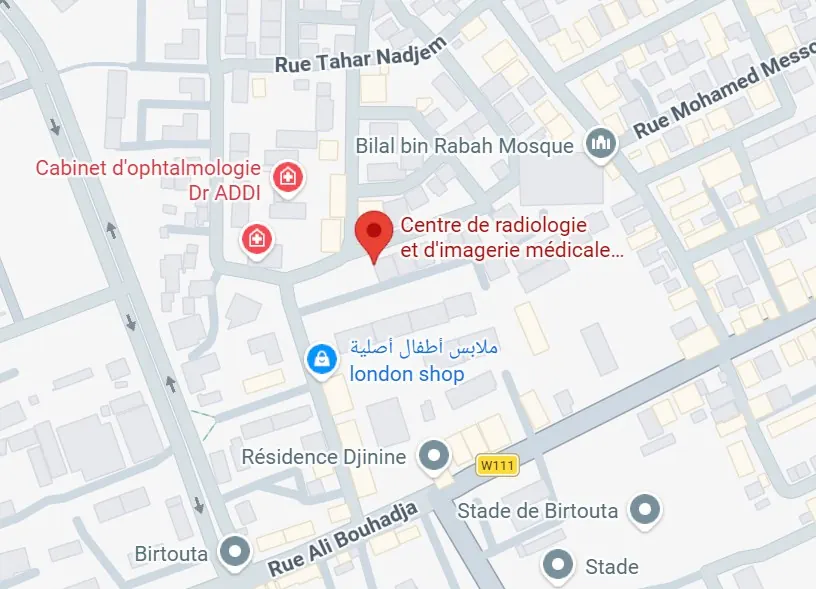 Rue Tahar Nadjem
Rue Mohamed Messo
Bilal bin Rabah Mosque
Cabinet d'ophtalmologie
Dr ADDI
Centre de radiologie
et d'imagerie médicale...
ملابس أطفال أصلية
london shop
Résidence Djinine
W111
Stade de Birtouta
Rue Ali Bouhadja
Birtouta
Stade